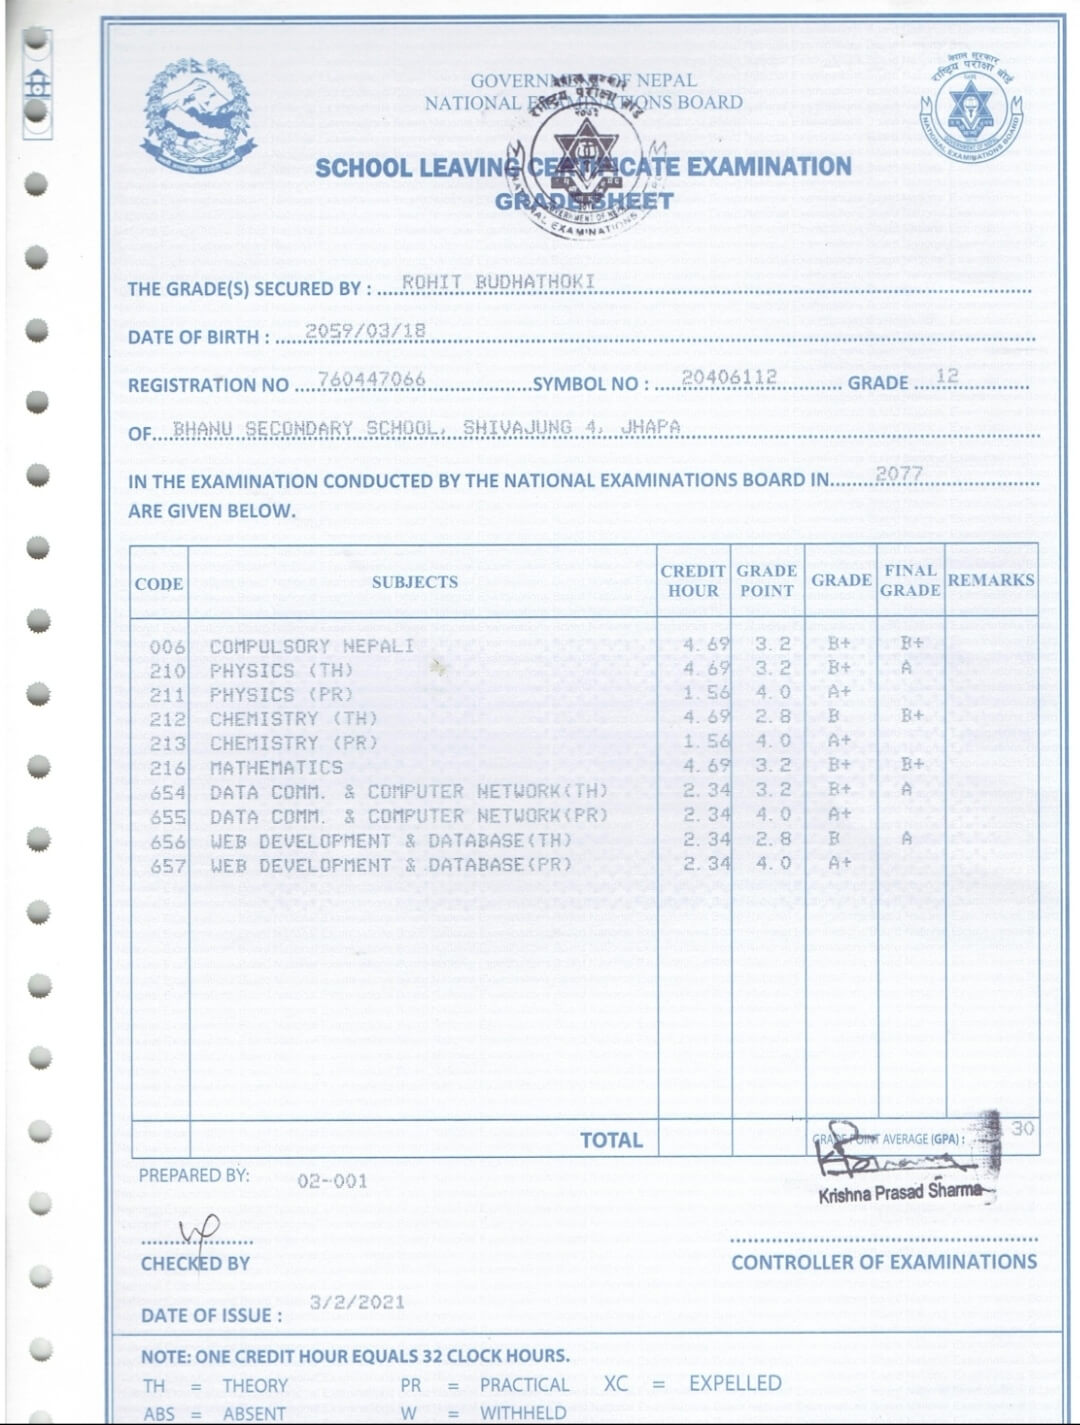 नेपाल सरकार
राष्ट्रिय परीक्षा बोर्ड
NATIONAL EXAMINATIONS BOARD
GOVERNMENT OF NEPAL
NATIONAL EXAMINATIONS BOARD
SCHOOL LEAVING CERTIFICATE EXAMINATION
GRADE SHEET
THE GRADE(S) SECURED BY : ROHIT BUDHATHOKI
DATE OF BIRTH : 2059/03/18
REGISTRATION NO 760447066 SYMBOL NO : 20406112 GRADE 12
OF BHANU SECONDARY SCHOOL, SHIVAJUNG 4, JHAPA
IN THE EXAMINATION CONDUCTED BY THE NATIONAL EXAMINATIONS BOARD IN 2077
ARE GIVEN BELOW.
CODE SUBJECTS CREDIT HOUR GRADE POINT GRADE FINAL GRADE REMARKS
006 COMPULSORY NEPALI 4.69 3.2 B+ B+
210 PHYSICS (TH) 4.69 3.2 B+ A
211 PHYSICS (PR) 1.56 4.0 A+
212 CHEMISTRY (TH) 4.69 2.8 B B+
213 CHEMISTRY (PR) 1.56 4.0 A+
216 MATHEMATICS 4.69 3.2 B+ B+
654 DATA COMM. & COMPUTER NETWORK(TH) 2.34 3.2 B+ A
655 DATA COMM. & COMPUTER NETWORK(PR) 2.34 4.0 A+
656 WEB DEVELOPMENT & DATABASE(TH) 2.34 2.8 B A
657 WEB DEVELOPMENT & DATABASE(PR) 2.34 4.0 A+
TOTAL GRADE POINT AVERAGE (GPA) : 30
PREPARED BY: 02-001
Krishna Prasad Sharma
CHECKED BY CONTROLLER OF EXAMINATIONS
DATE OF ISSUE : 3/2/2021
NOTE: ONE CREDIT HOUR EQUALS 32 CLOCK HOURS.
TH = THEORY PR = PRACTICAL XC = EXPELLED
ABS = ABSENT W = WITHHELD